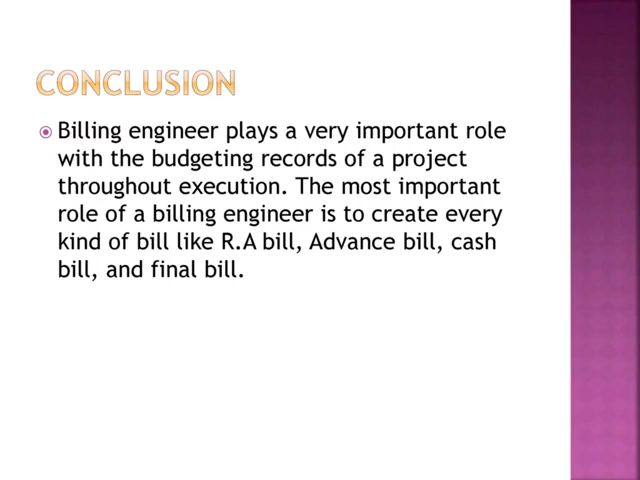 CONCLUSION
Billing engineer plays a very important role
with the budgeting records of a project
throughout execution. The most important
role of a billing engineer is to create every
kind of bill like R.A bill, Advance bill, cash
bill, and final bill.